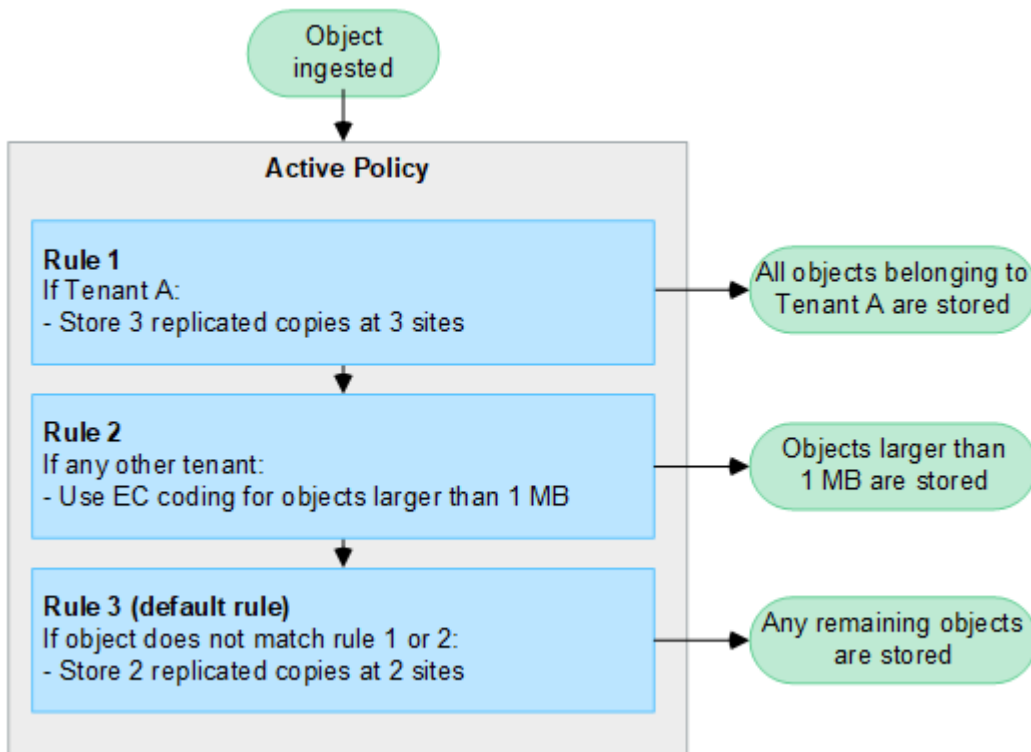 Object
ingested
Active Policy
Rule 1
If Tenant A:
- Store 3 replicated copies at 3 sites
All objects belonging to
Tenant A are stored
Rule 2
If any other tenant:
- Use EC coding for objects larger than 1 MB
Objects larger than
1 MB are stored
Rule 3 (default rule)
If object does not match rule 1 or 2:
- Store 2 replicated copies at 2 sites
Any remaining objects
are stored